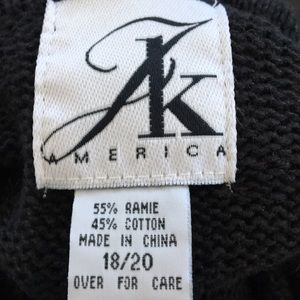 Jk
AMERICA
55% RAMIE
45% COTTON
MADE IN CHINA
18/20
OVER FOR CARE